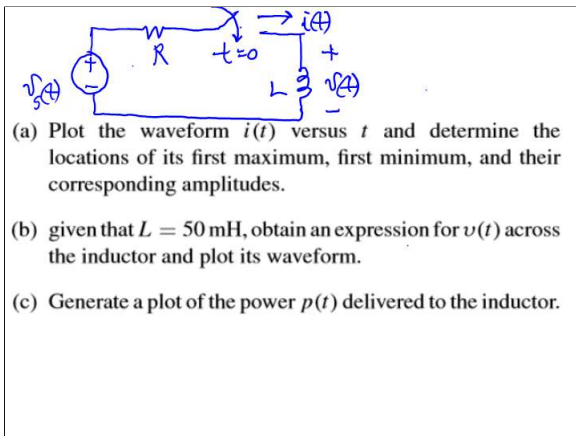 i(t)
R
t=0
+
+
-
vs(t)
L
v(t)
-
(a) Plot the waveform i(t) versus t and determine the
locations of its first maximum, first minimum, and their
corresponding amplitudes.
(b) given that L = 50 mH, obtain an expression for υ(t) across
the inductor and plot its waveform.
(c) Generate a plot of the power p(t) delivered to the inductor.